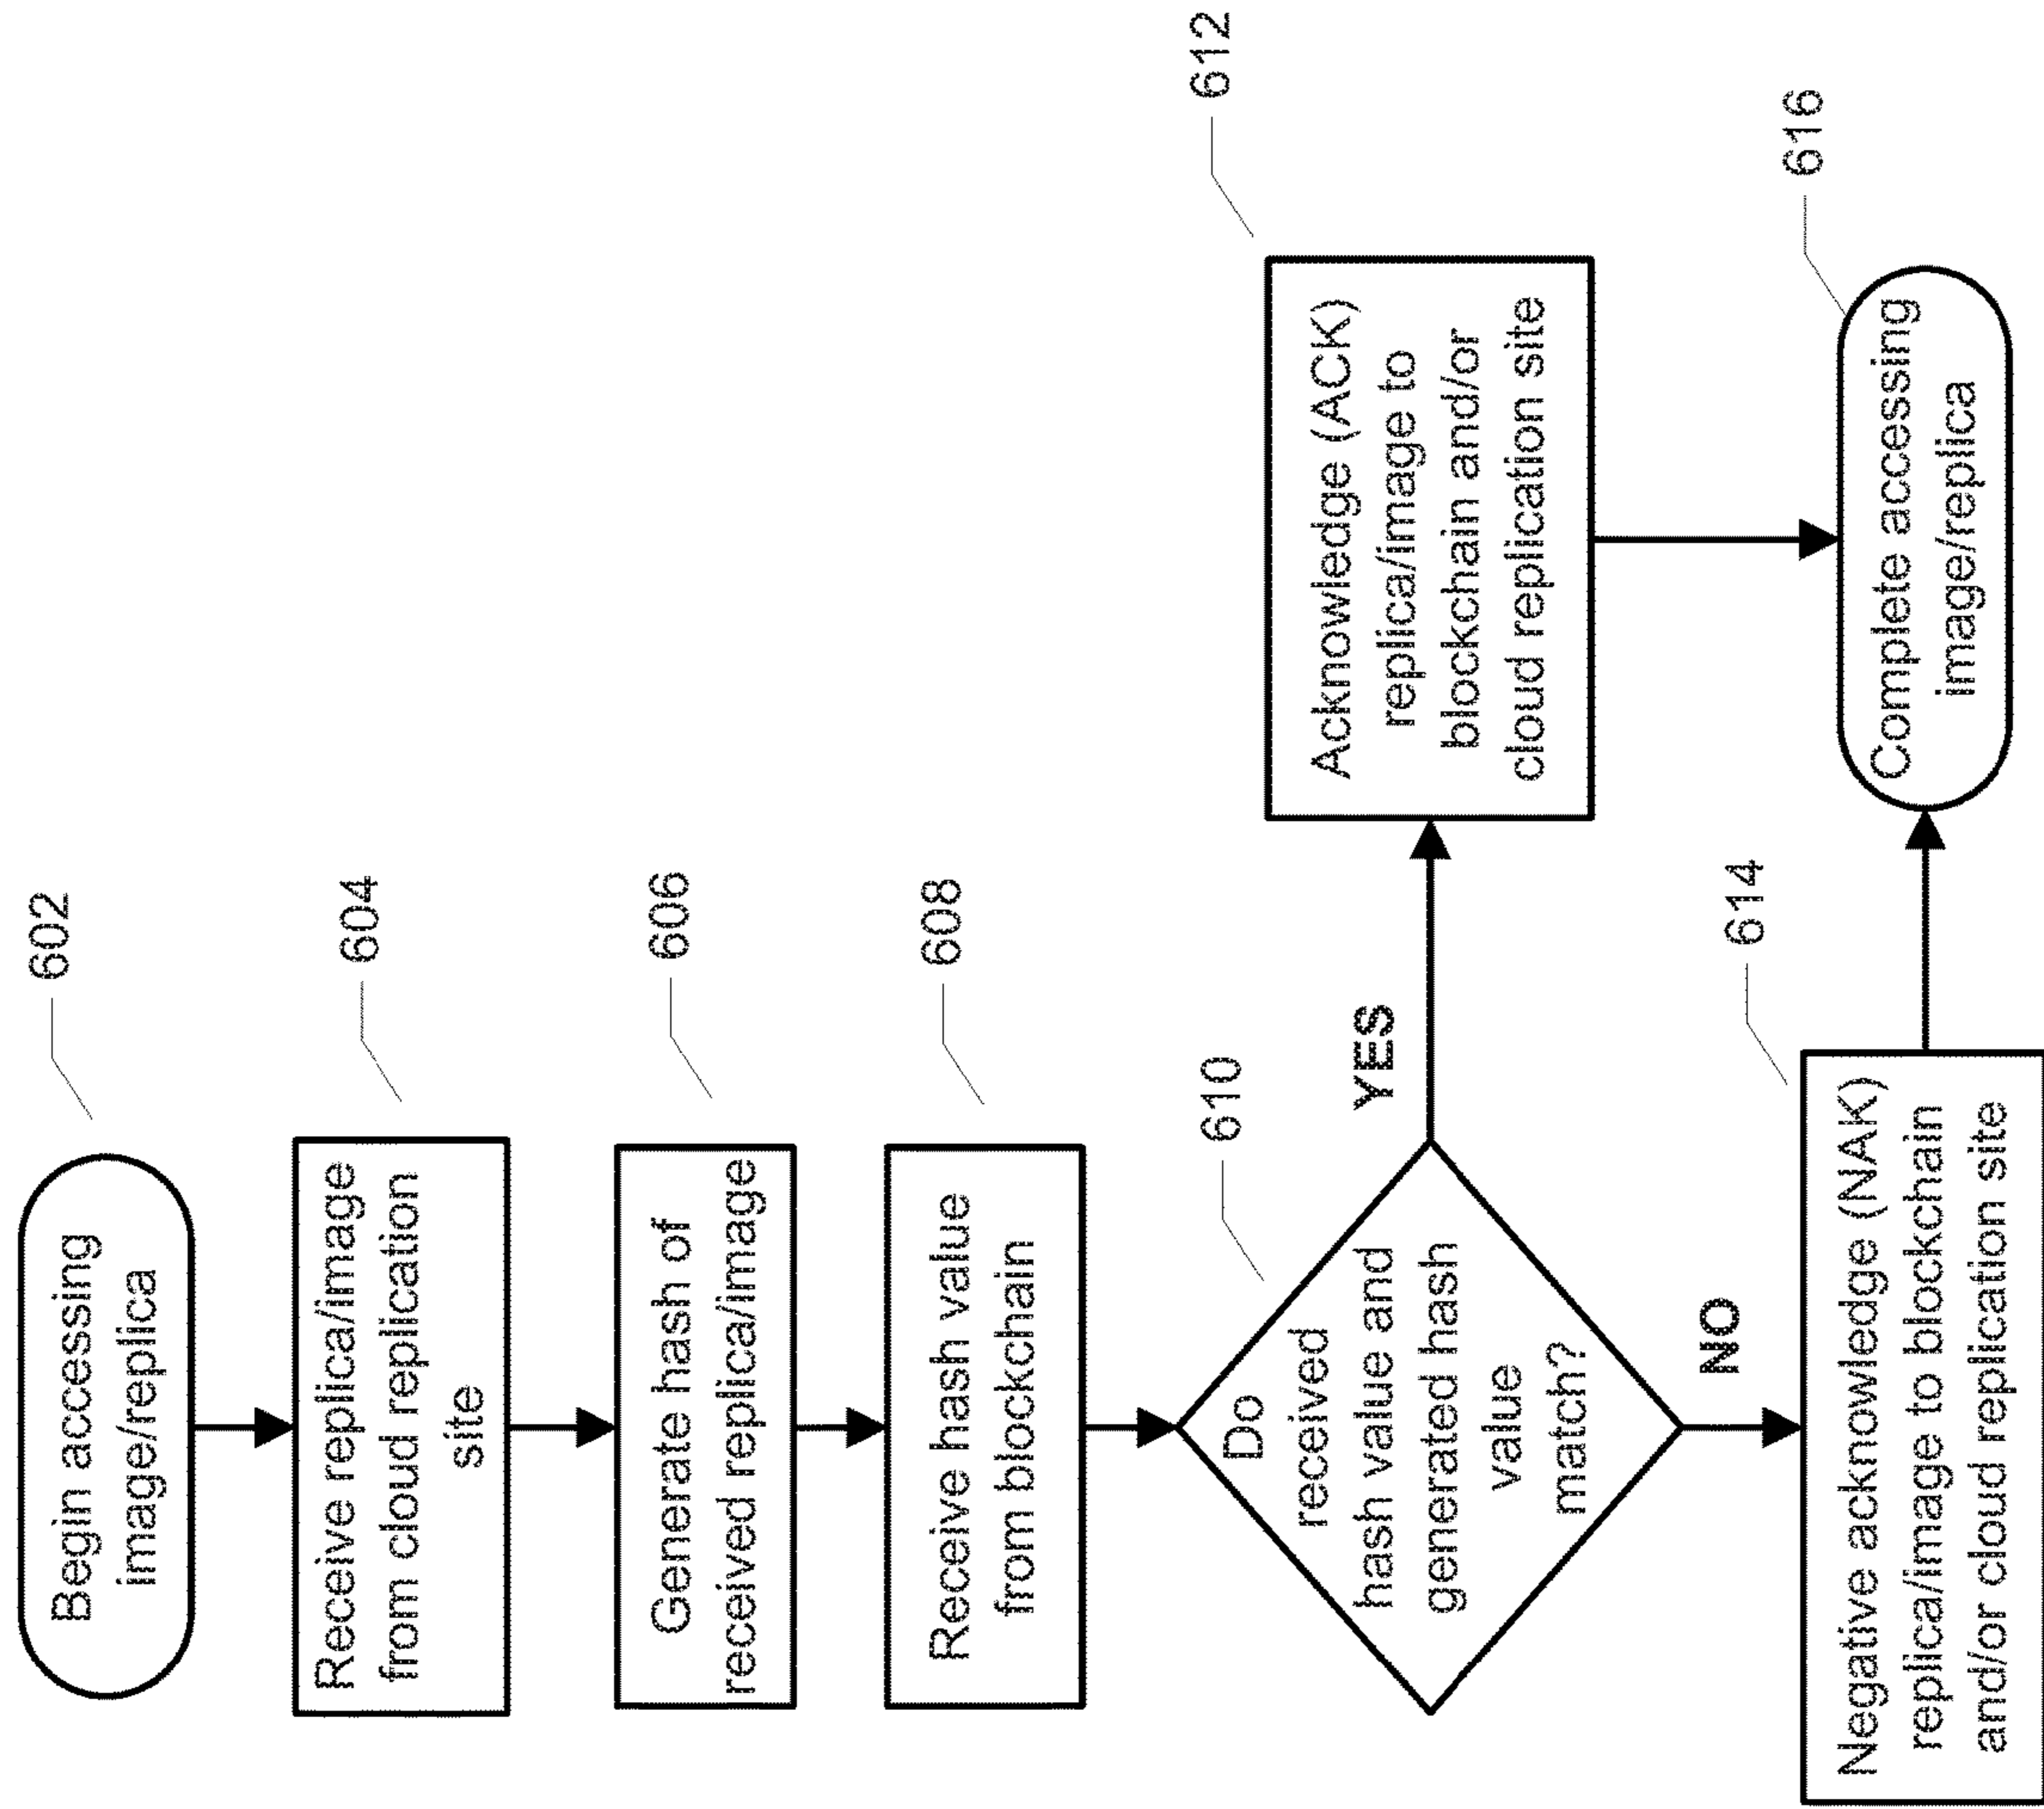 602
Begin accessing
image/replica
604
Receive replica/image
from cloud replication
site
606
Generate hash of
received replica/image
608
Receive hash value
from blockchain
610
Do
received
hash value and
generated hash
value
match?
YES
612
Acknowledge (ACK)
replica/image to
blockchain and/or
cloud replication site
NO
614
Negative acknowledge (NAK)
replica/image to blockchain
and/or cloud replication site
616
Complete accessing
image/replica